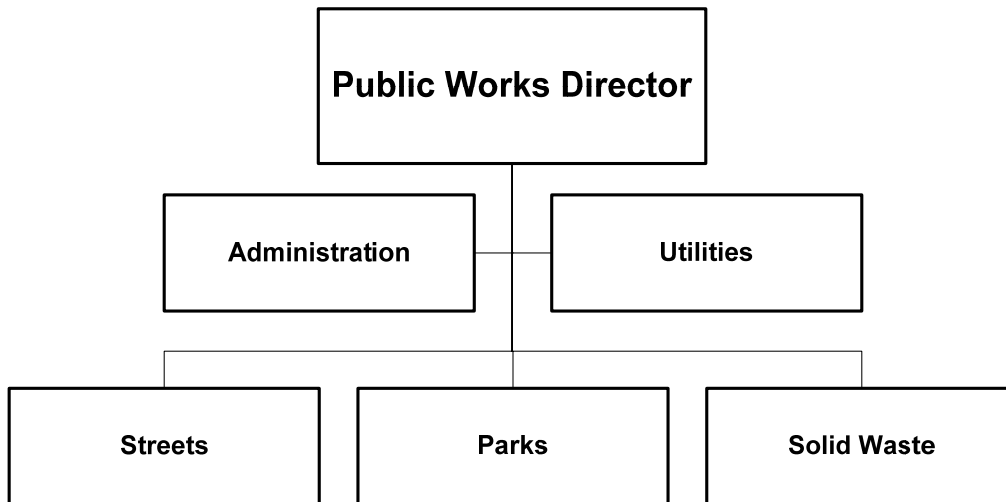 Public Works Director
Administration
Utilities
Streets
Parks
Solid Waste